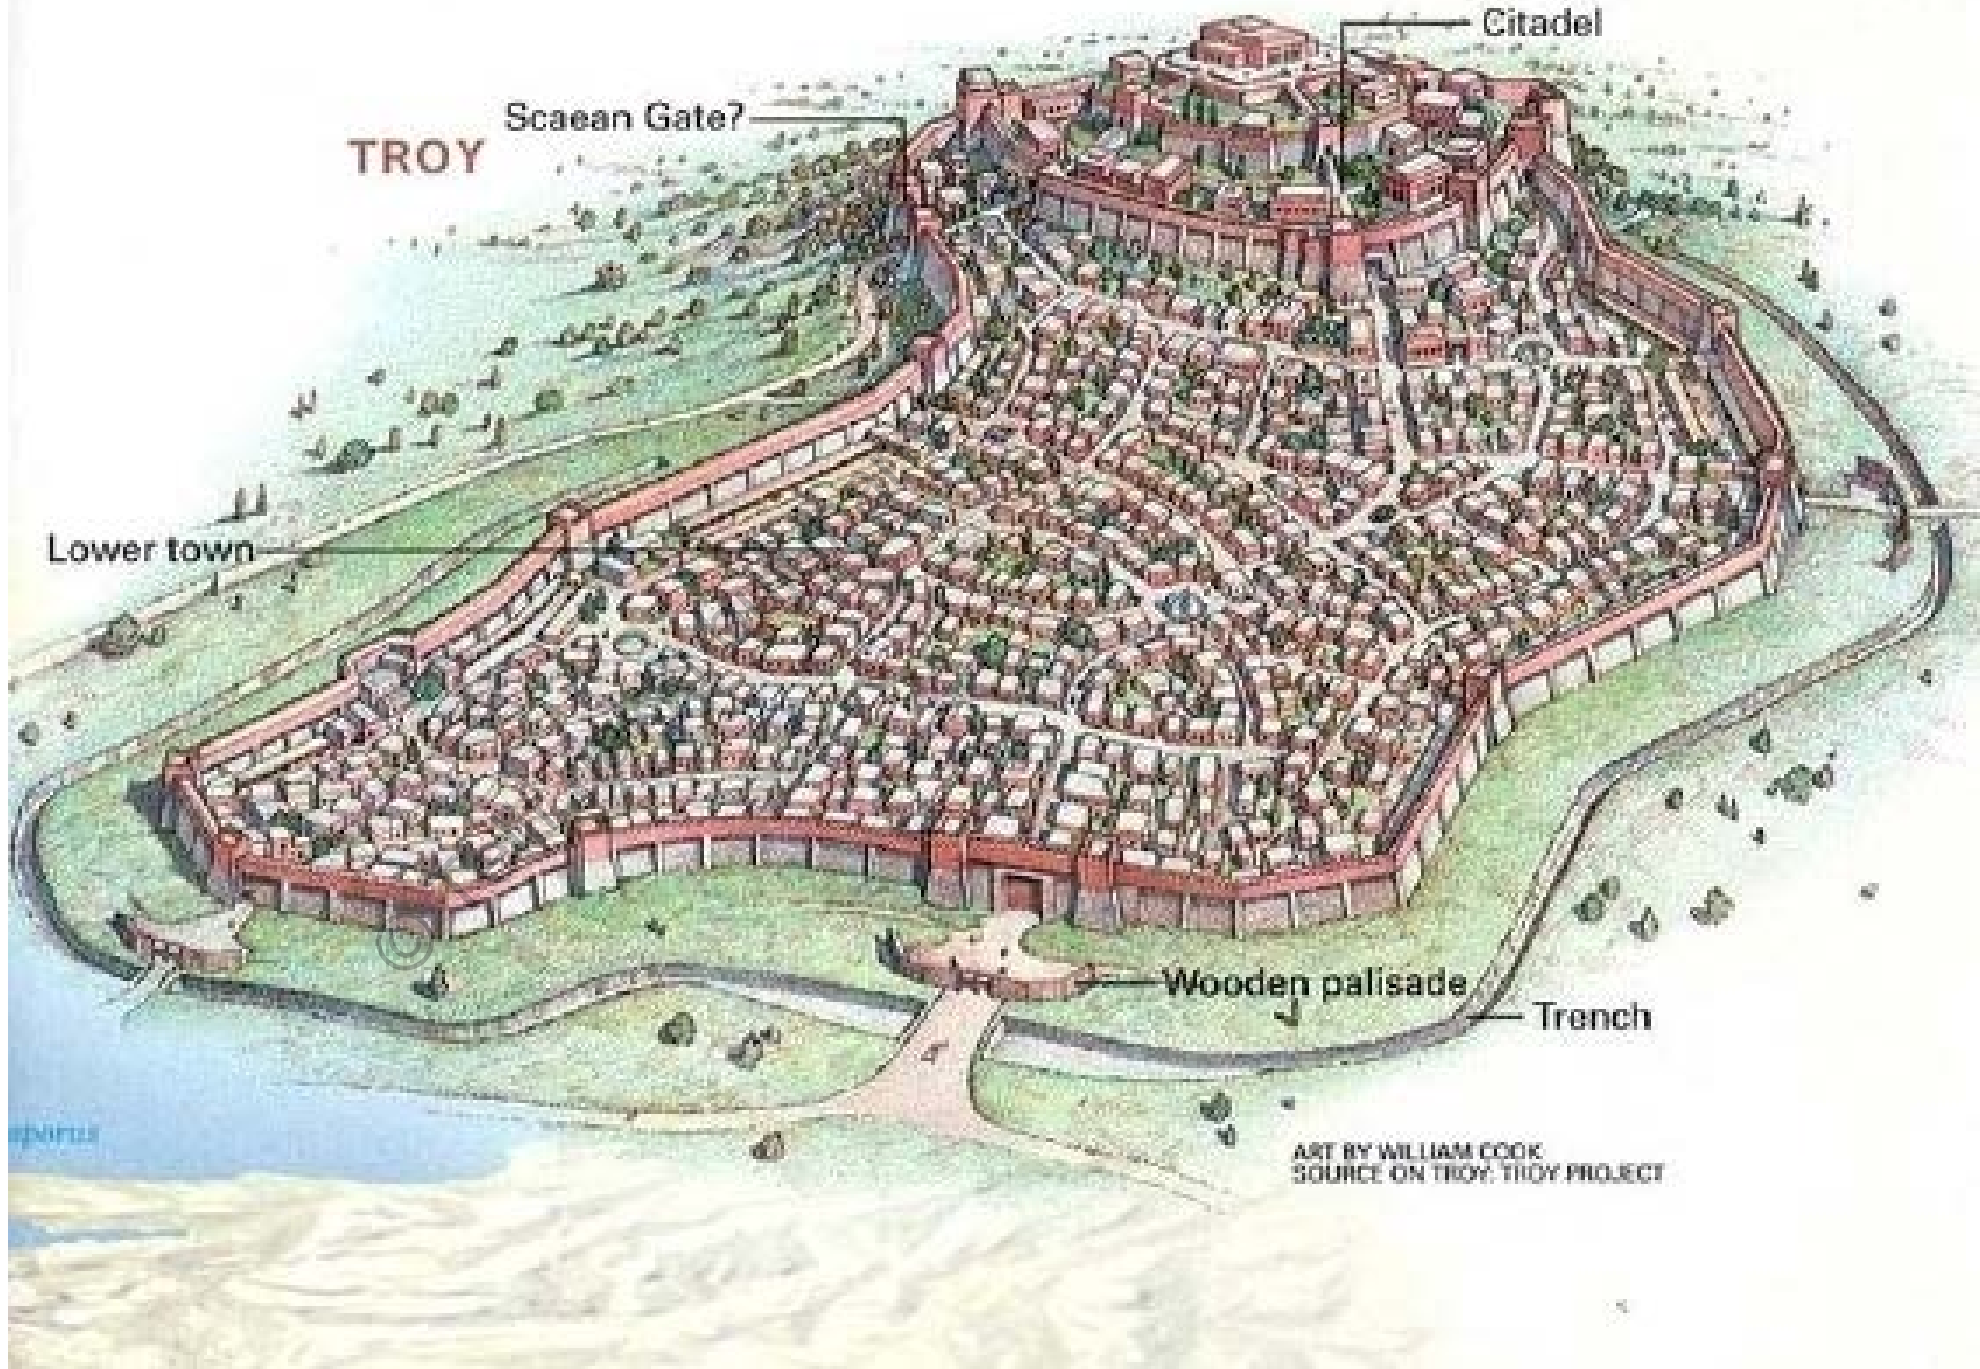 Citadel
Scaean Gate?
TROY
Lower town
Wooden palisade
Trench
ART BY WILLIAM COOK
SOURCE ON TROY: TROY PROJECT